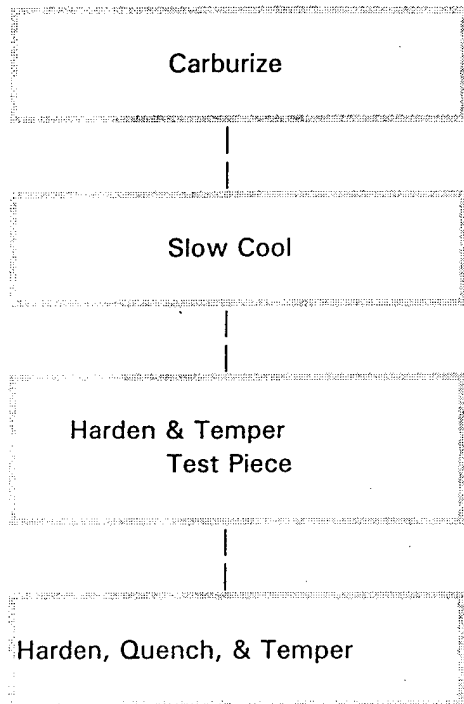 Carburize
Slow Cool
Harden & Temper
Test Piece
Harden, Quench, & Temper